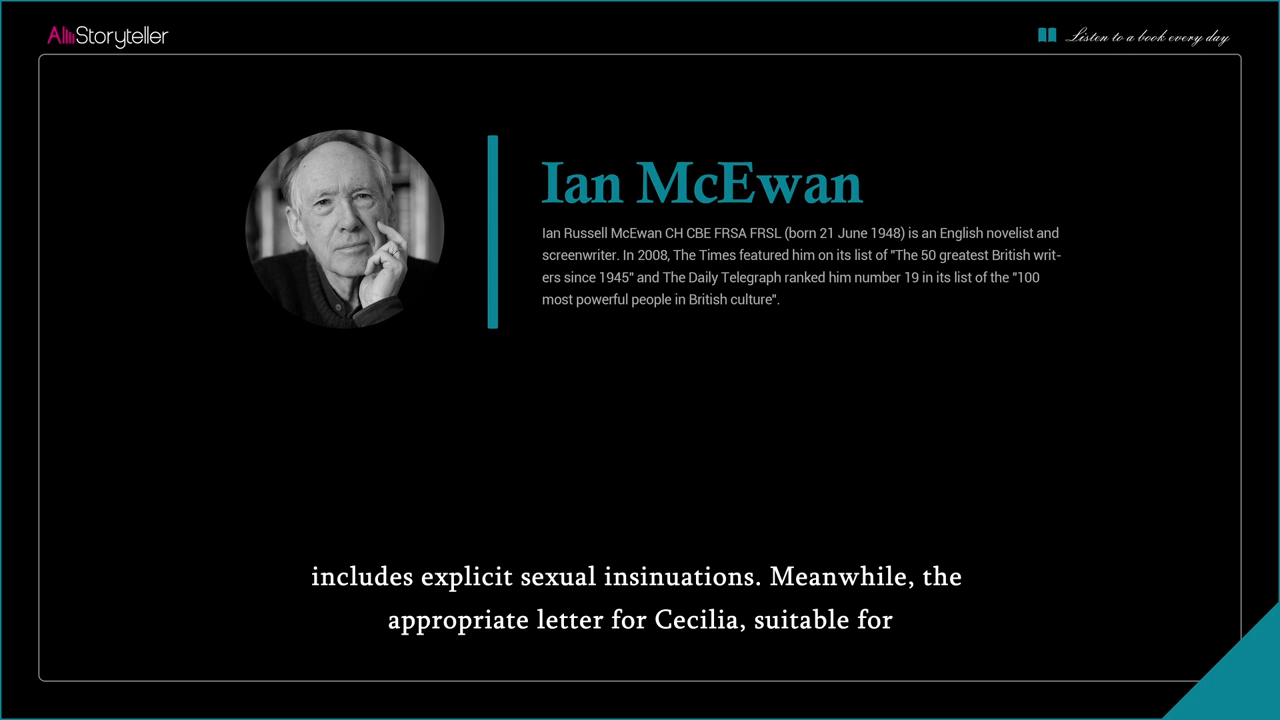 AllStoryteller
Listen to a book every day
Ian McEwan
Ian Russell McEwan CH CBE FRSA FRSL (born 21 June 1948) is an English novelist and
screenwriter. In 2008, The Times featured him on its list of "The 50 greatest British writ-
ers since 1945" and The Daily Telegraph ranked him number 19 in its list of the "100
most powerful people in British culture".
includes explicit sexual insinuations. Meanwhile, the
appropriate letter for Cecilia, suitable for